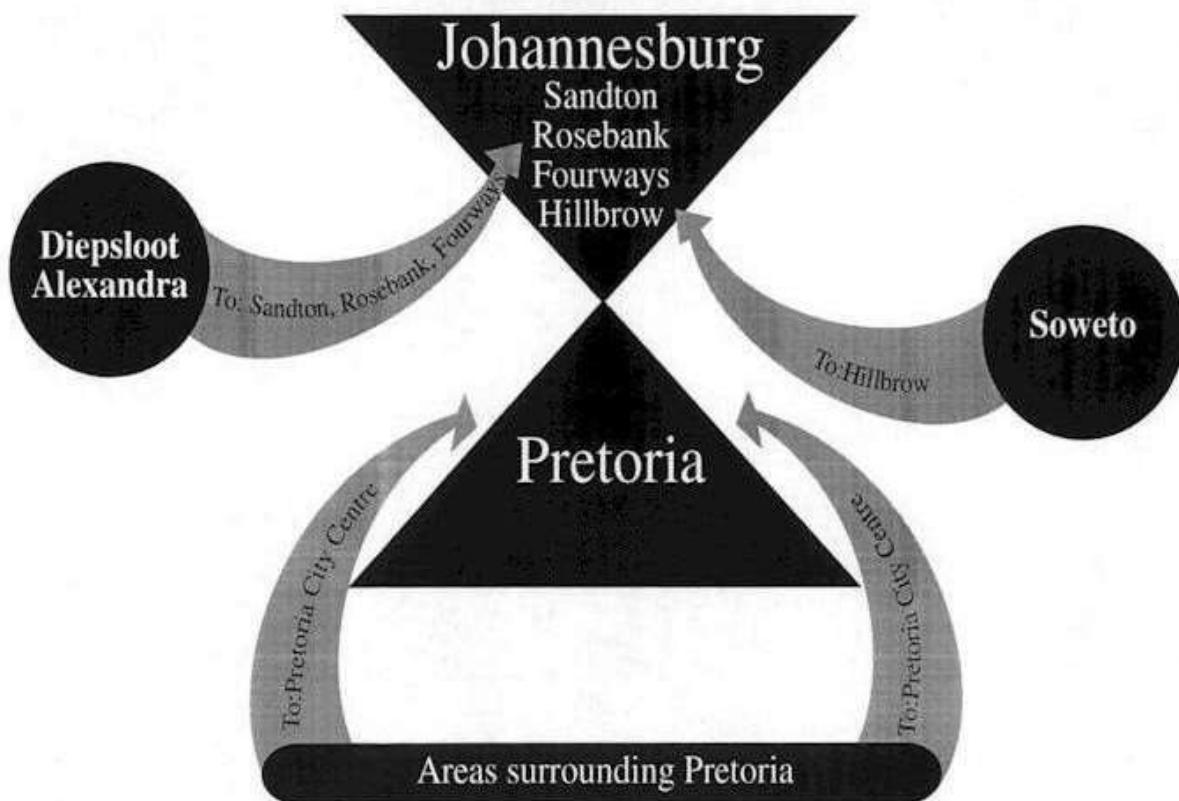 Johannesburg
Sandton
Rosebank
Fourways
Hillbrow
Diepsloot
Alexandra
To: Sandton, Rosebank, Fourways
Soweto
To:Hillbrow
Pretoria
To:Pretoria City Centre
To:Pretoria City Centre
Areas surrounding Pretoria